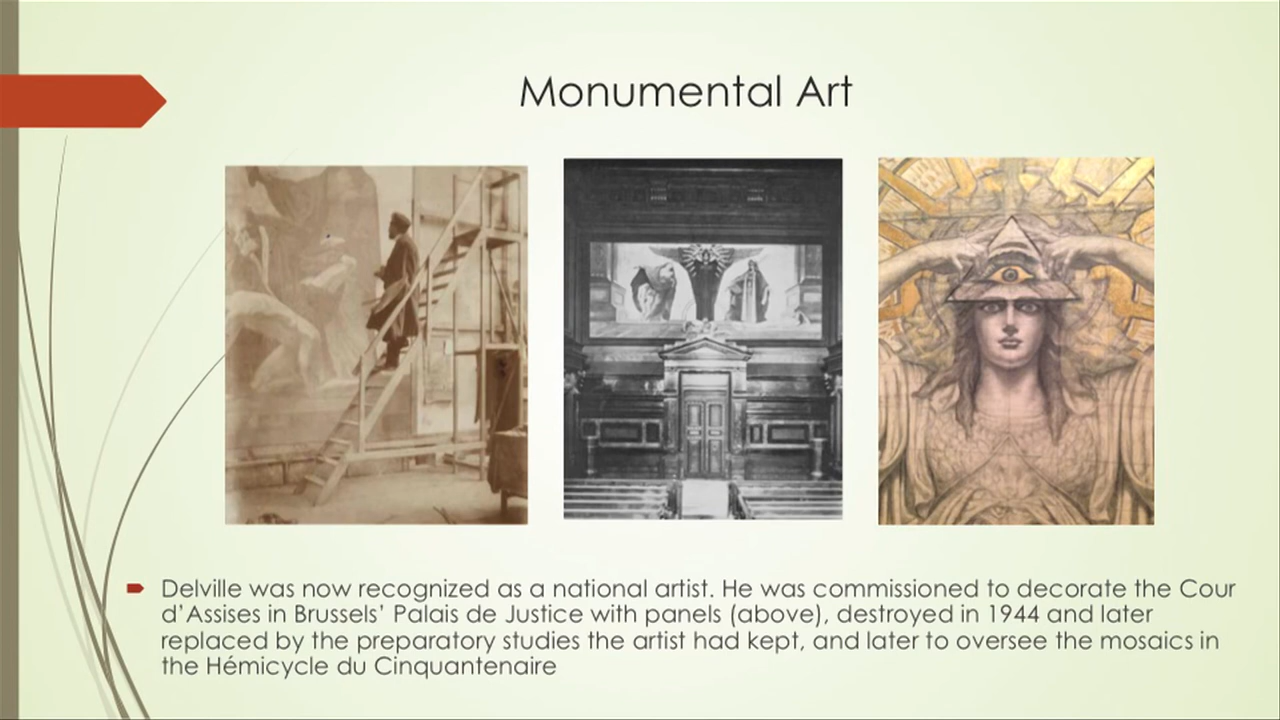 Monumental Art
Delville was now recognized as a national artist. He was commissioned to decorate the Cour
d’Assises in Brussels’ Palais de Justice with panels (above), destroyed in 1944 and later
replaced by the preparatory studies the artist had kept, and later to oversee the mosaics in
the Hémicycle du Cinquantenaire